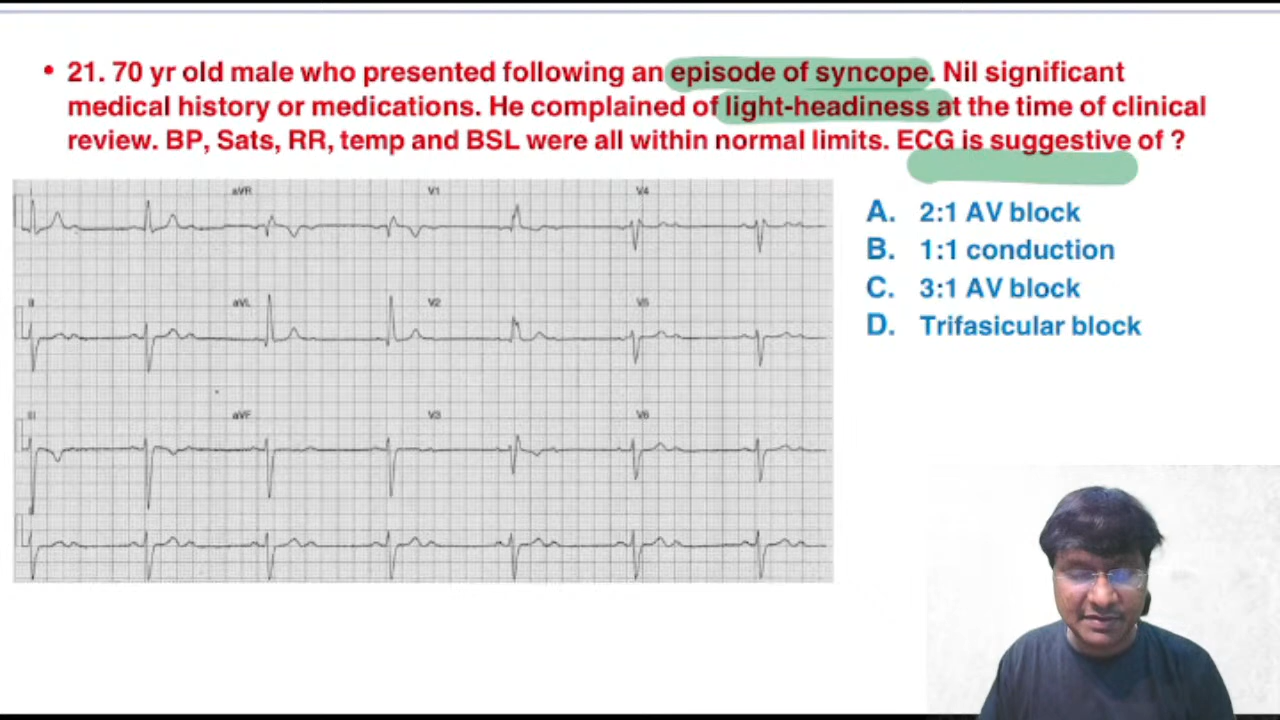 • 21. 70 yr old male who presented following an episode of syncope. Nil significant
medical history or medications. He complained of light-headiness at the time of clinical
review. BP, Sats, RR, temp and BSL were all within normal limits. ECG is suggestive of ?
I aVR V1 V4
II aVL V2 V5
III aVF V3 V6
II
A. 2:1 AV block
B. 1:1 conduction
C. 3:1 AV block
D. Trifasicular block